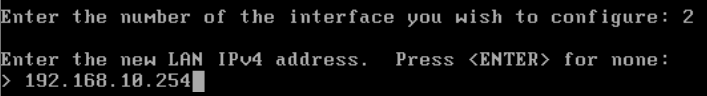 Enter the number of the interface you wish to configure: 2
Enter the new LAN IPv4 address.  Press <ENTER> for none:
> 192.168.10.254